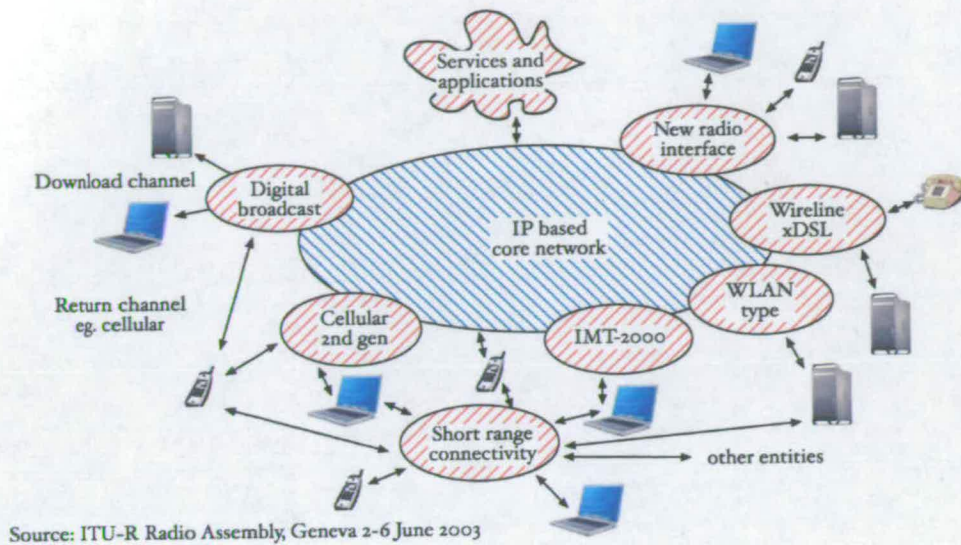 Services and
applications
New radio
interface
Download channel
Digital
broadcast
IP based
core network
Wireline
xDSL
Return channel
eg. cellular
Cellular
2nd gen
IMT-2000
WLAN
type
Short range
connectivity
other entities
Source: ITU-R Radio Assembly, Geneva 2-6 June 2003